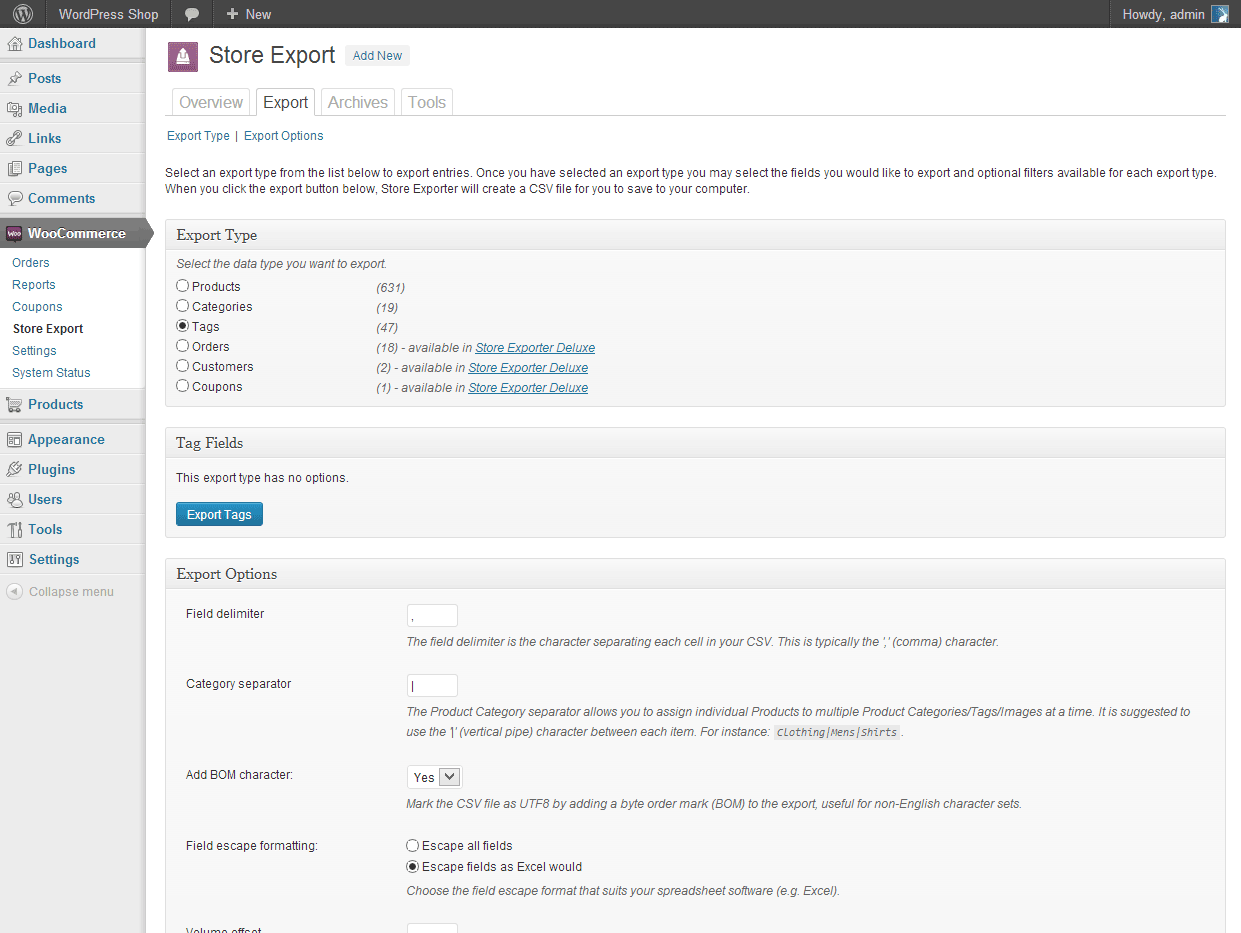 WordPress Shop
New
Howdy, admin
Dashboard
Posts
Media
Links
Pages
Comments
Woo WooCommerce
Orders
Reports
Coupons
Store Export
Settings
System Status
Products
Appearance
Plugins
Users
Tools
Settings
Collapse menu
Store Export Add New
Overview Export Archives Tools
Export Type | Export Options
Select an export type from the list below to export entries. Once you have selected an export type you may select the fields you would like to export and optional filters available for each export type.
When you click the export button below, Store Exporter will create a CSV file for you to save to your computer.
Export Type
Select the data type you want to export.
Products (631)
Categories (19)
Tags (47)
Orders (18) - available in Store Exporter Deluxe
Customers (2) - available in Store Exporter Deluxe
Coupons (1) - available in Store Exporter Deluxe
Tag Fields
This export type has no options.
Export Tags
Export Options
Field delimiter ,
The field delimiter is the character separating each cell in your CSV. This is typically the ',' (comma) character.
Category separator |
The Product Category separator allows you to assign individual Products to multiple Product Categories/Tags/Images at a time. It is suggested to
use the '|' (vertical pipe) character between each item. For instance: Clothing|Mens|Shirts .
Add BOM character: Yes
Mark the CSV file as UTF8 by adding a byte order mark (BOM) to the export, useful for non-English character sets.
Field escape formatting: Escape all fields
Escape fields as Excel would
Choose the field escape format that suits your spreadsheet software (e.g. Excel).
Volume offset